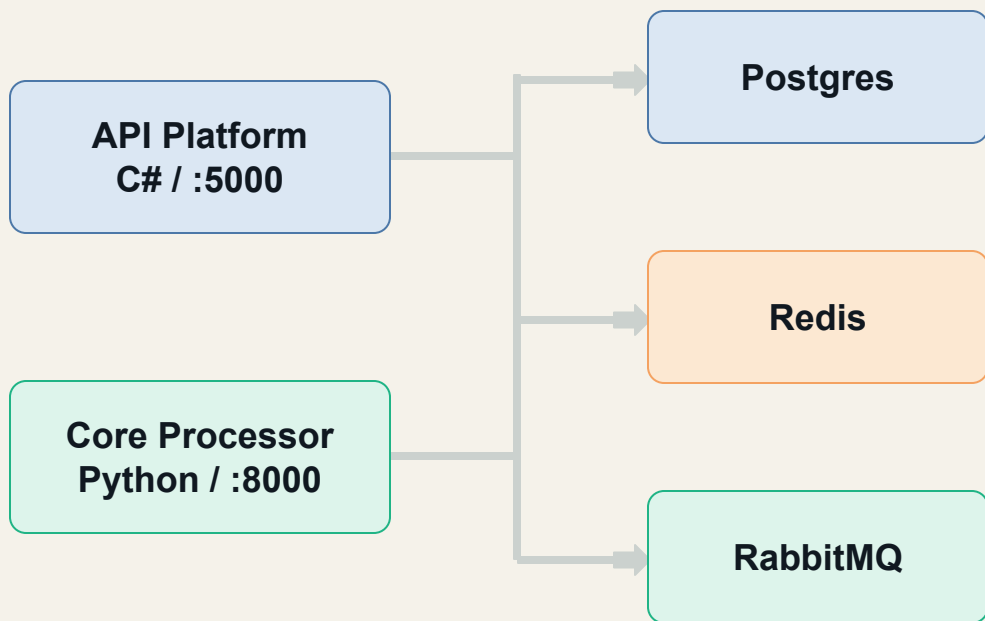 API Platform
C# / :5000
Core Processor
Python / :8000
Postgres
Redis
RabbitMQ